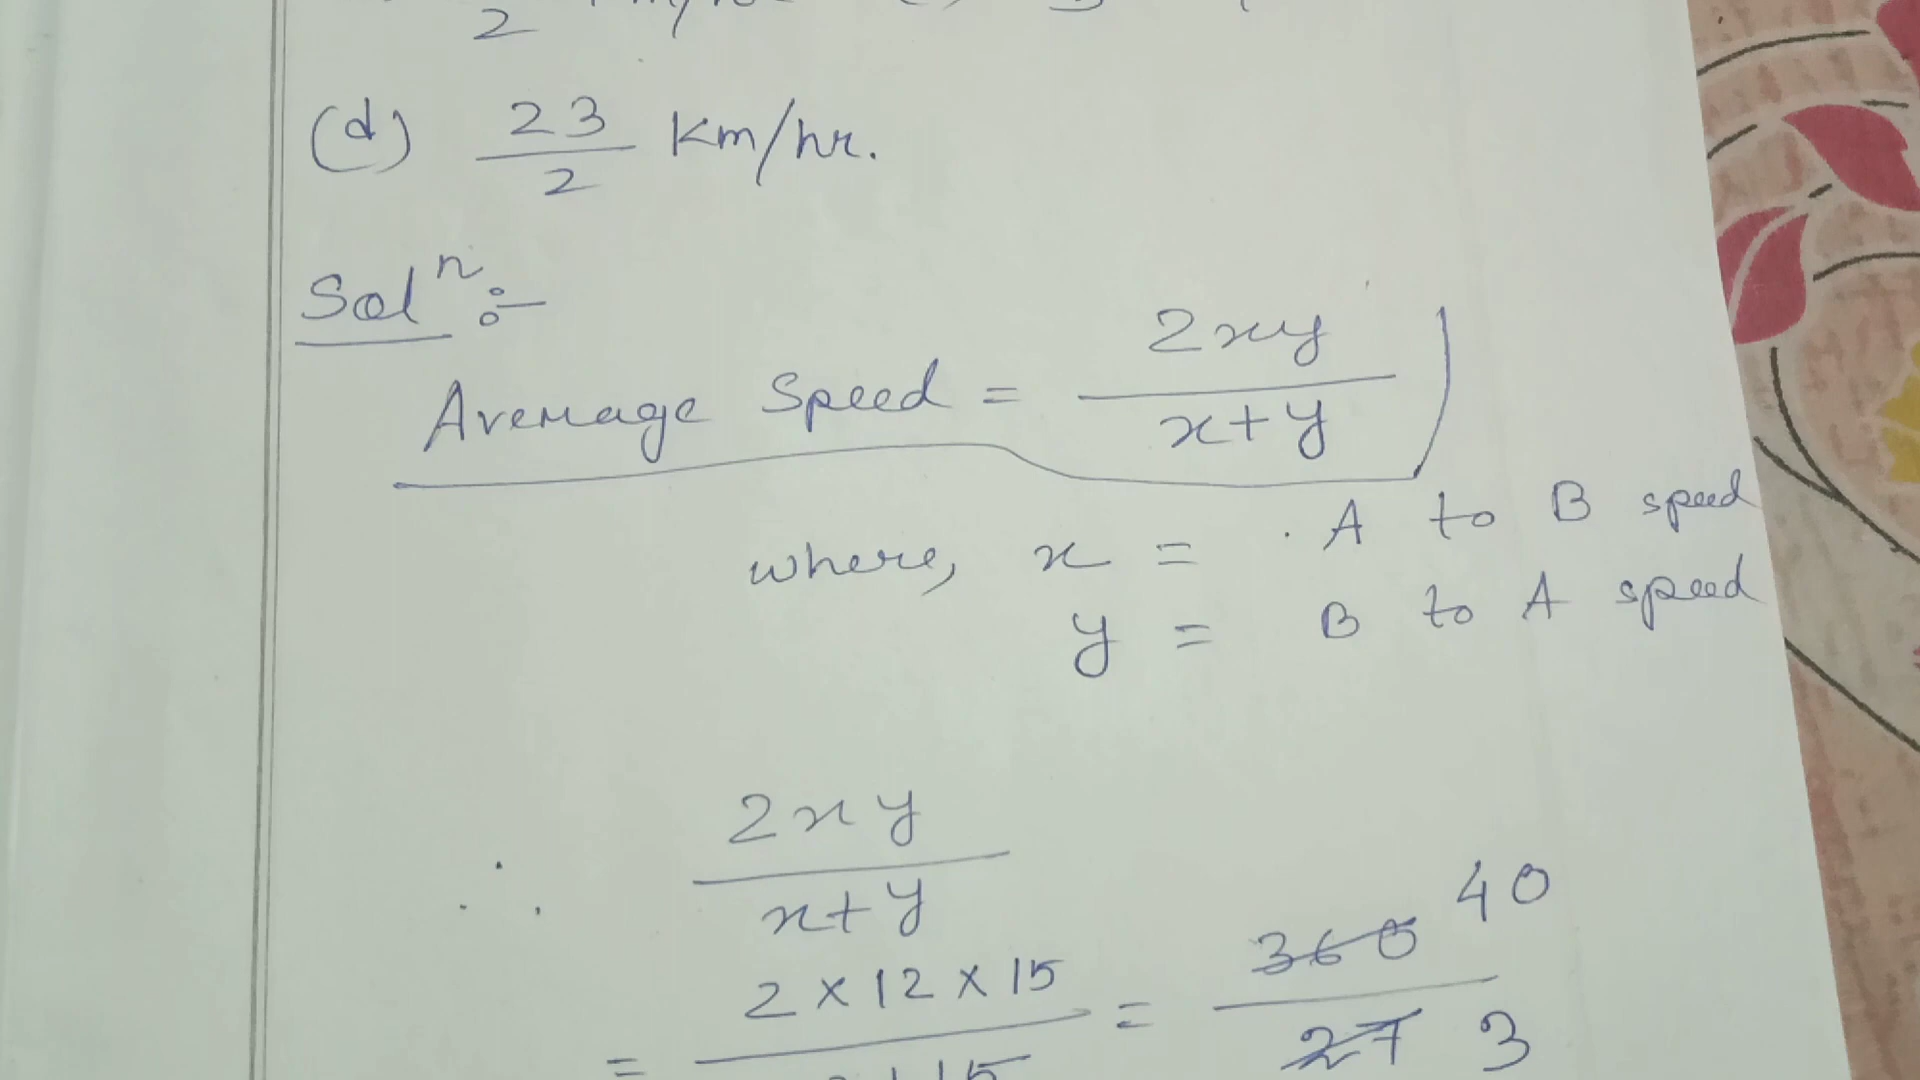 2
(d) 23/2 Km/hr.
Solⁿ :-
Average Speed = 2xy/x+y
where, x = A to B speed
y = B to A speed
∴ 2xy/x+y
= 2 x 12 x 15 / = 360 40 / 27 3